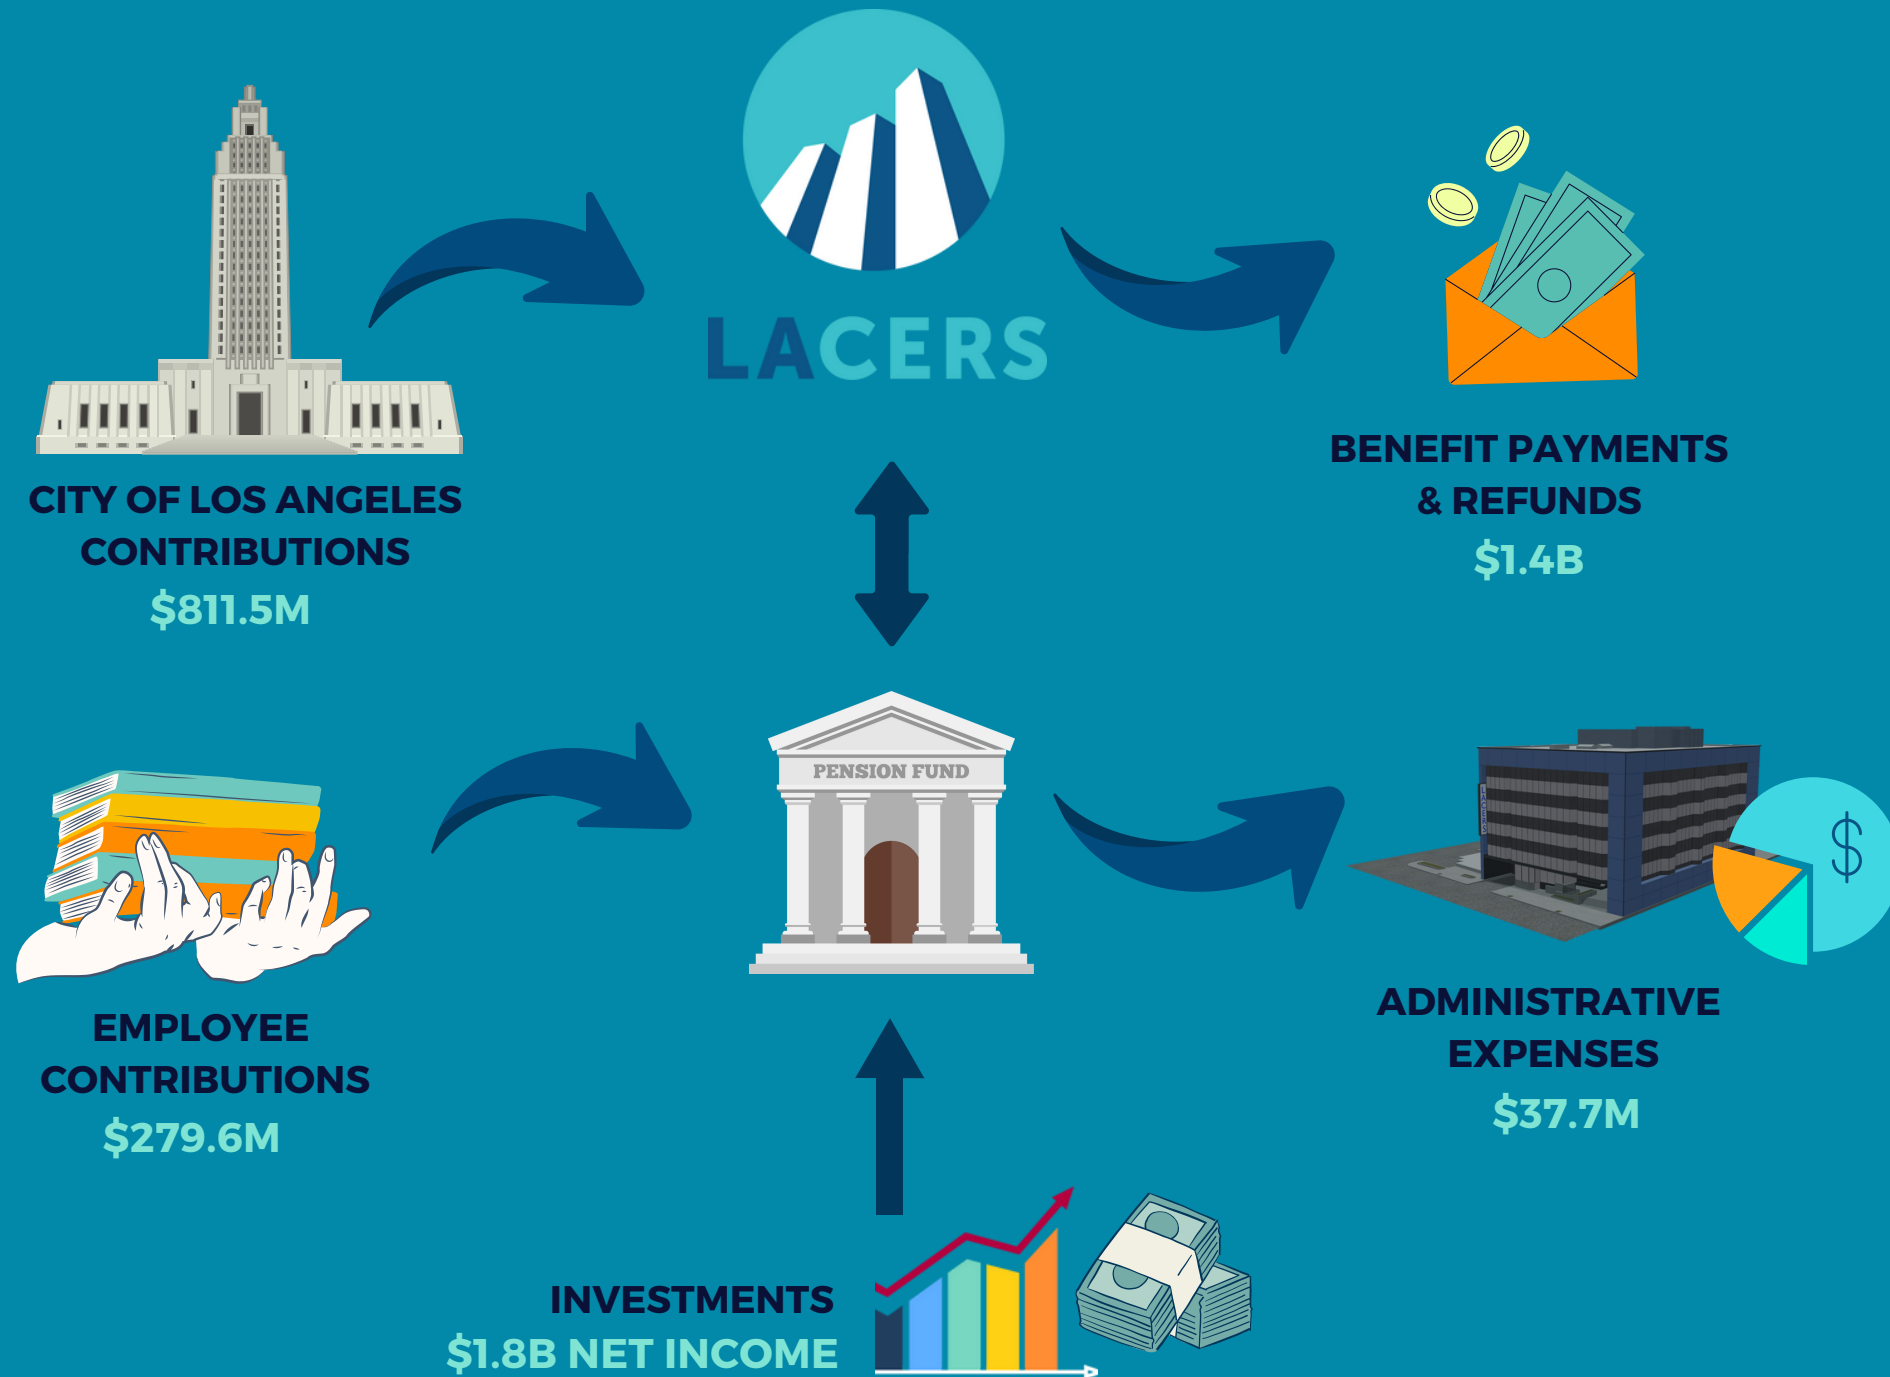 LACERS
CITY OF LOS ANGELES
CONTRIBUTIONS
$811.5M
BENEFIT PAYMENTS
& REFUNDS
$1.4B
PENSION FUND
EMPLOYEE
CONTRIBUTIONS
$279.6M
$
ADMINISTRATIVE
EXPENSES
$37.7M
INVESTMENTS
$1.8B NET INCOME